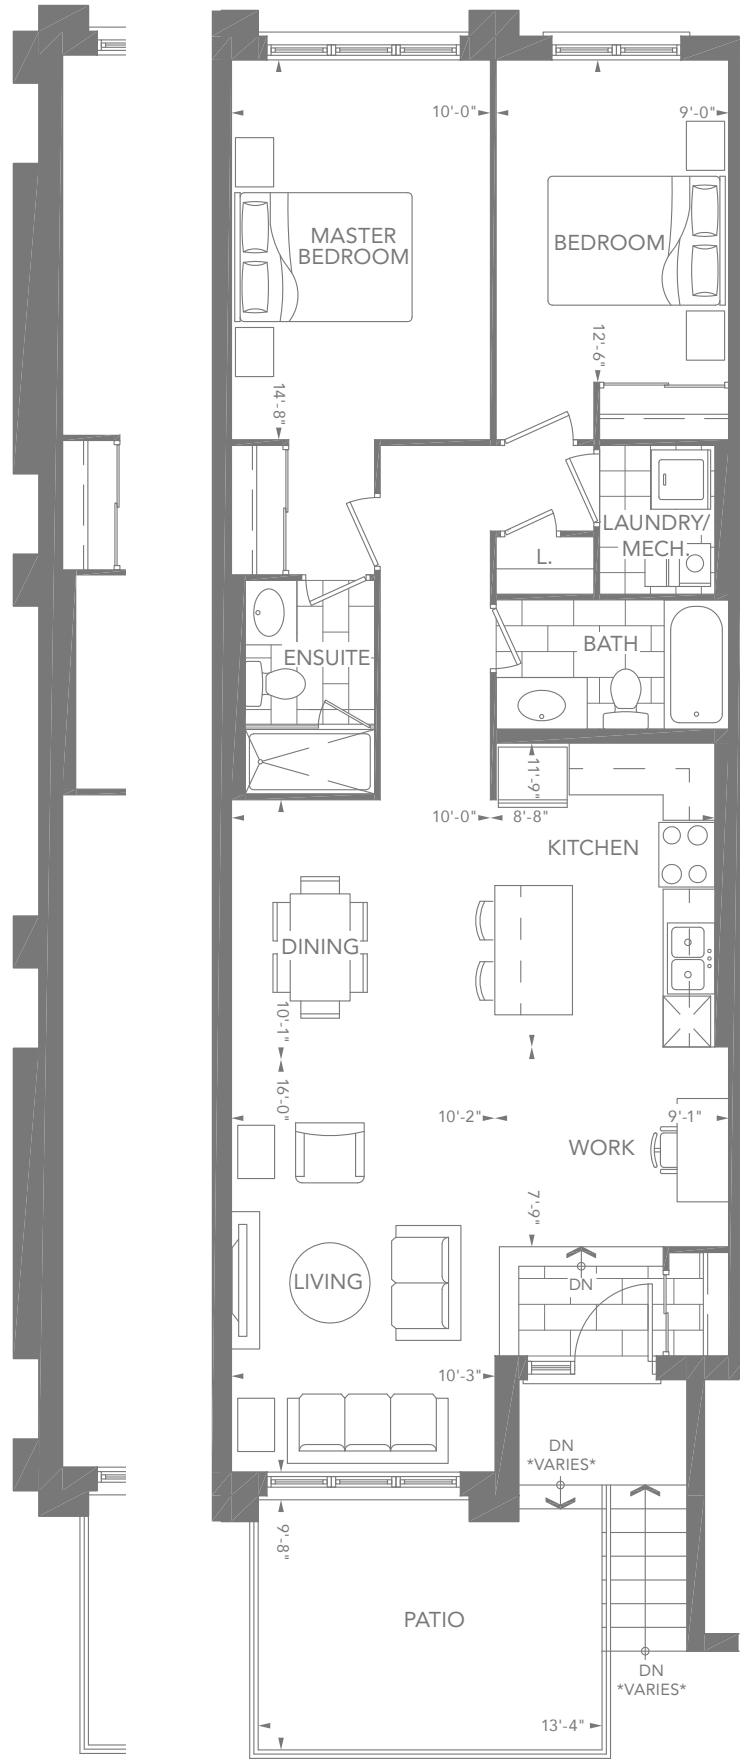 10'-0"
9'-0"
MASTER
BEDROOM
BEDROOM
12'-6"
14'-8"
LAUNDRY/
MECH.
L.
BATH
ENSUITE
11'-9"
10'-0"
8'-8"
KITCHEN
DINING
10'-1"
16'-0"
10'-2"
9'-1"
WORK
7'-9"
DN
LIVING
10'-3"
DN
*VARIES*
9'-8"
PATIO
DN
*VARIES*
13'-4"